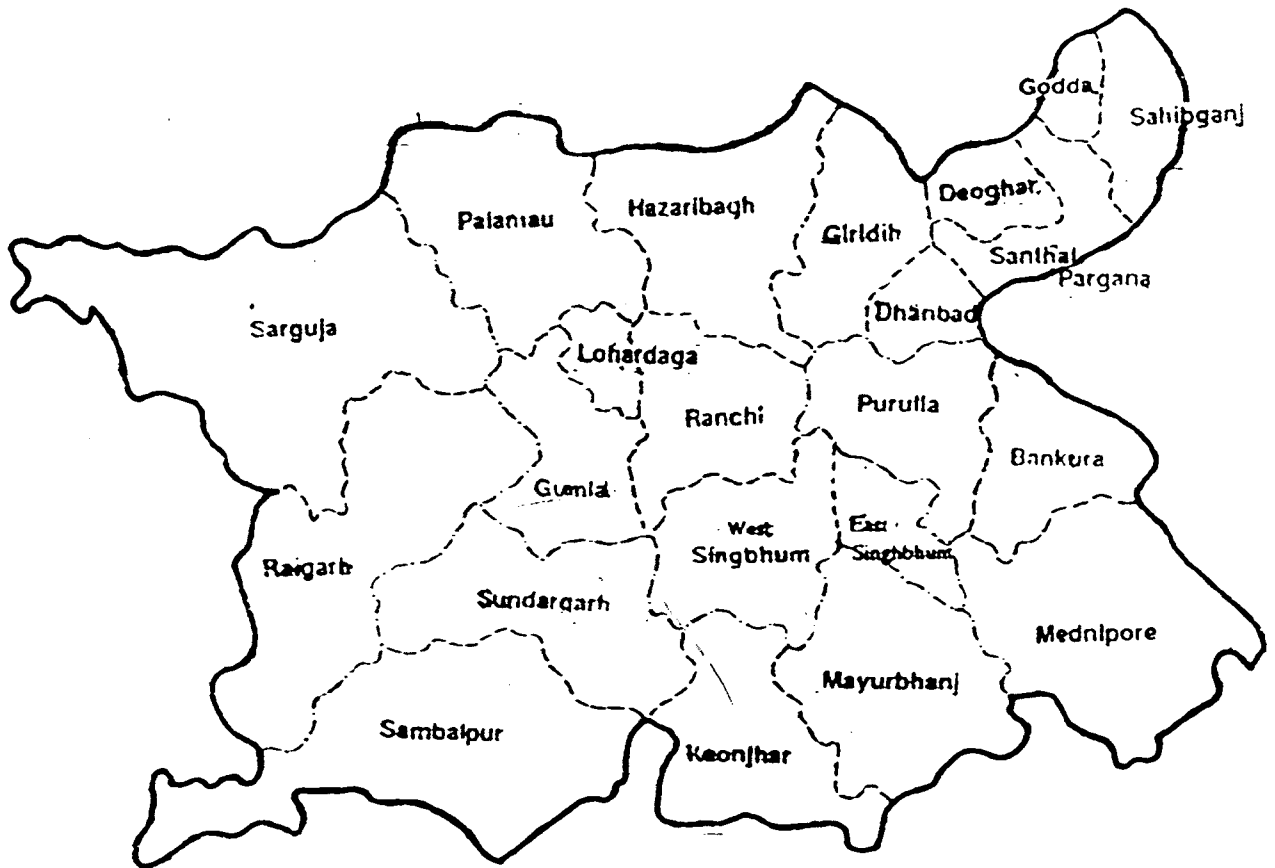 Godda
Sahibganj
Deoghar
Palamau
Hazaribagh
Giridih
Santhal
Pargana
Sarguja
Dhanbad
Lohardaga
Ranchi
Purulia
Bankura
Gumla
West
Singbhum
East
Singhbhum
Raigarh
Sundargarh
Mednipore
Mayurbhanj
Sambalpur
Keonjhar